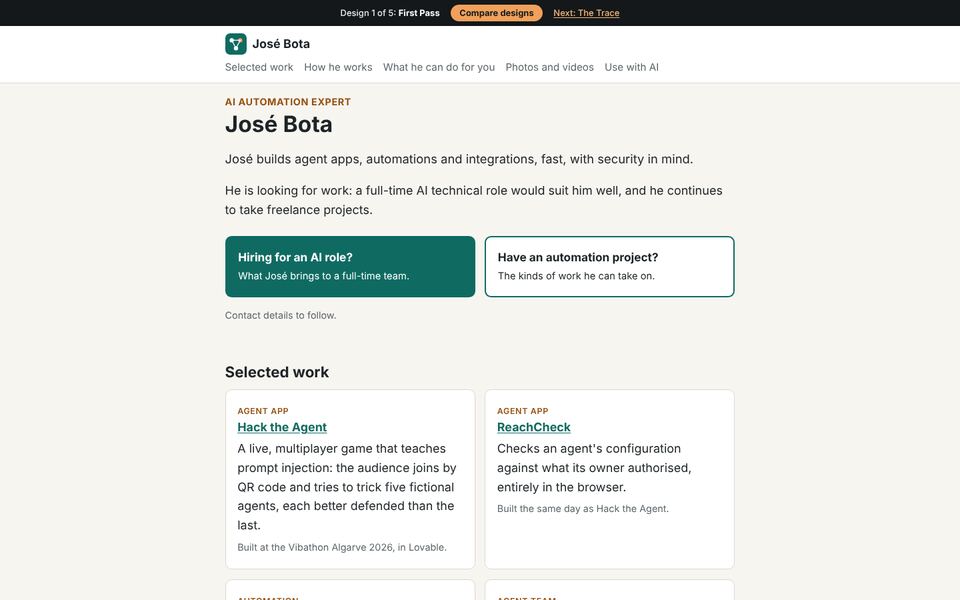 Design 1 of 5: First Pass
Compare designs
Next: The Trace
José Bota
Selected work
How he works
What he can do for you
Photos and videos
Use with AI
AI AUTOMATION EXPERT
José Bota
José builds agent apps, automations and integrations, fast, with security in mind.
He is looking for work: a full-time AI technical role would suit him well, and he continues
to take freelance projects.
Hiring for an AI role?
What José brings to a full-time team.
Have an automation project?
The kinds of work he can take on.
Contact details to follow.
Selected work
AGENT APP
Hack the Agent
A live, multiplayer game that teaches
prompt injection: the audience joins by
QR code and tries to trick five fictional
agents, each better defended than the
last.
Built at the Vibathon Algarve 2026, in Lovable.
AGENT APP
ReachCheck
Checks an agent's configuration
against what its owner authorised,
entirely in the browser.
Built the same day as Hack the Agent.
AUTOMATION
AGENT TEAM